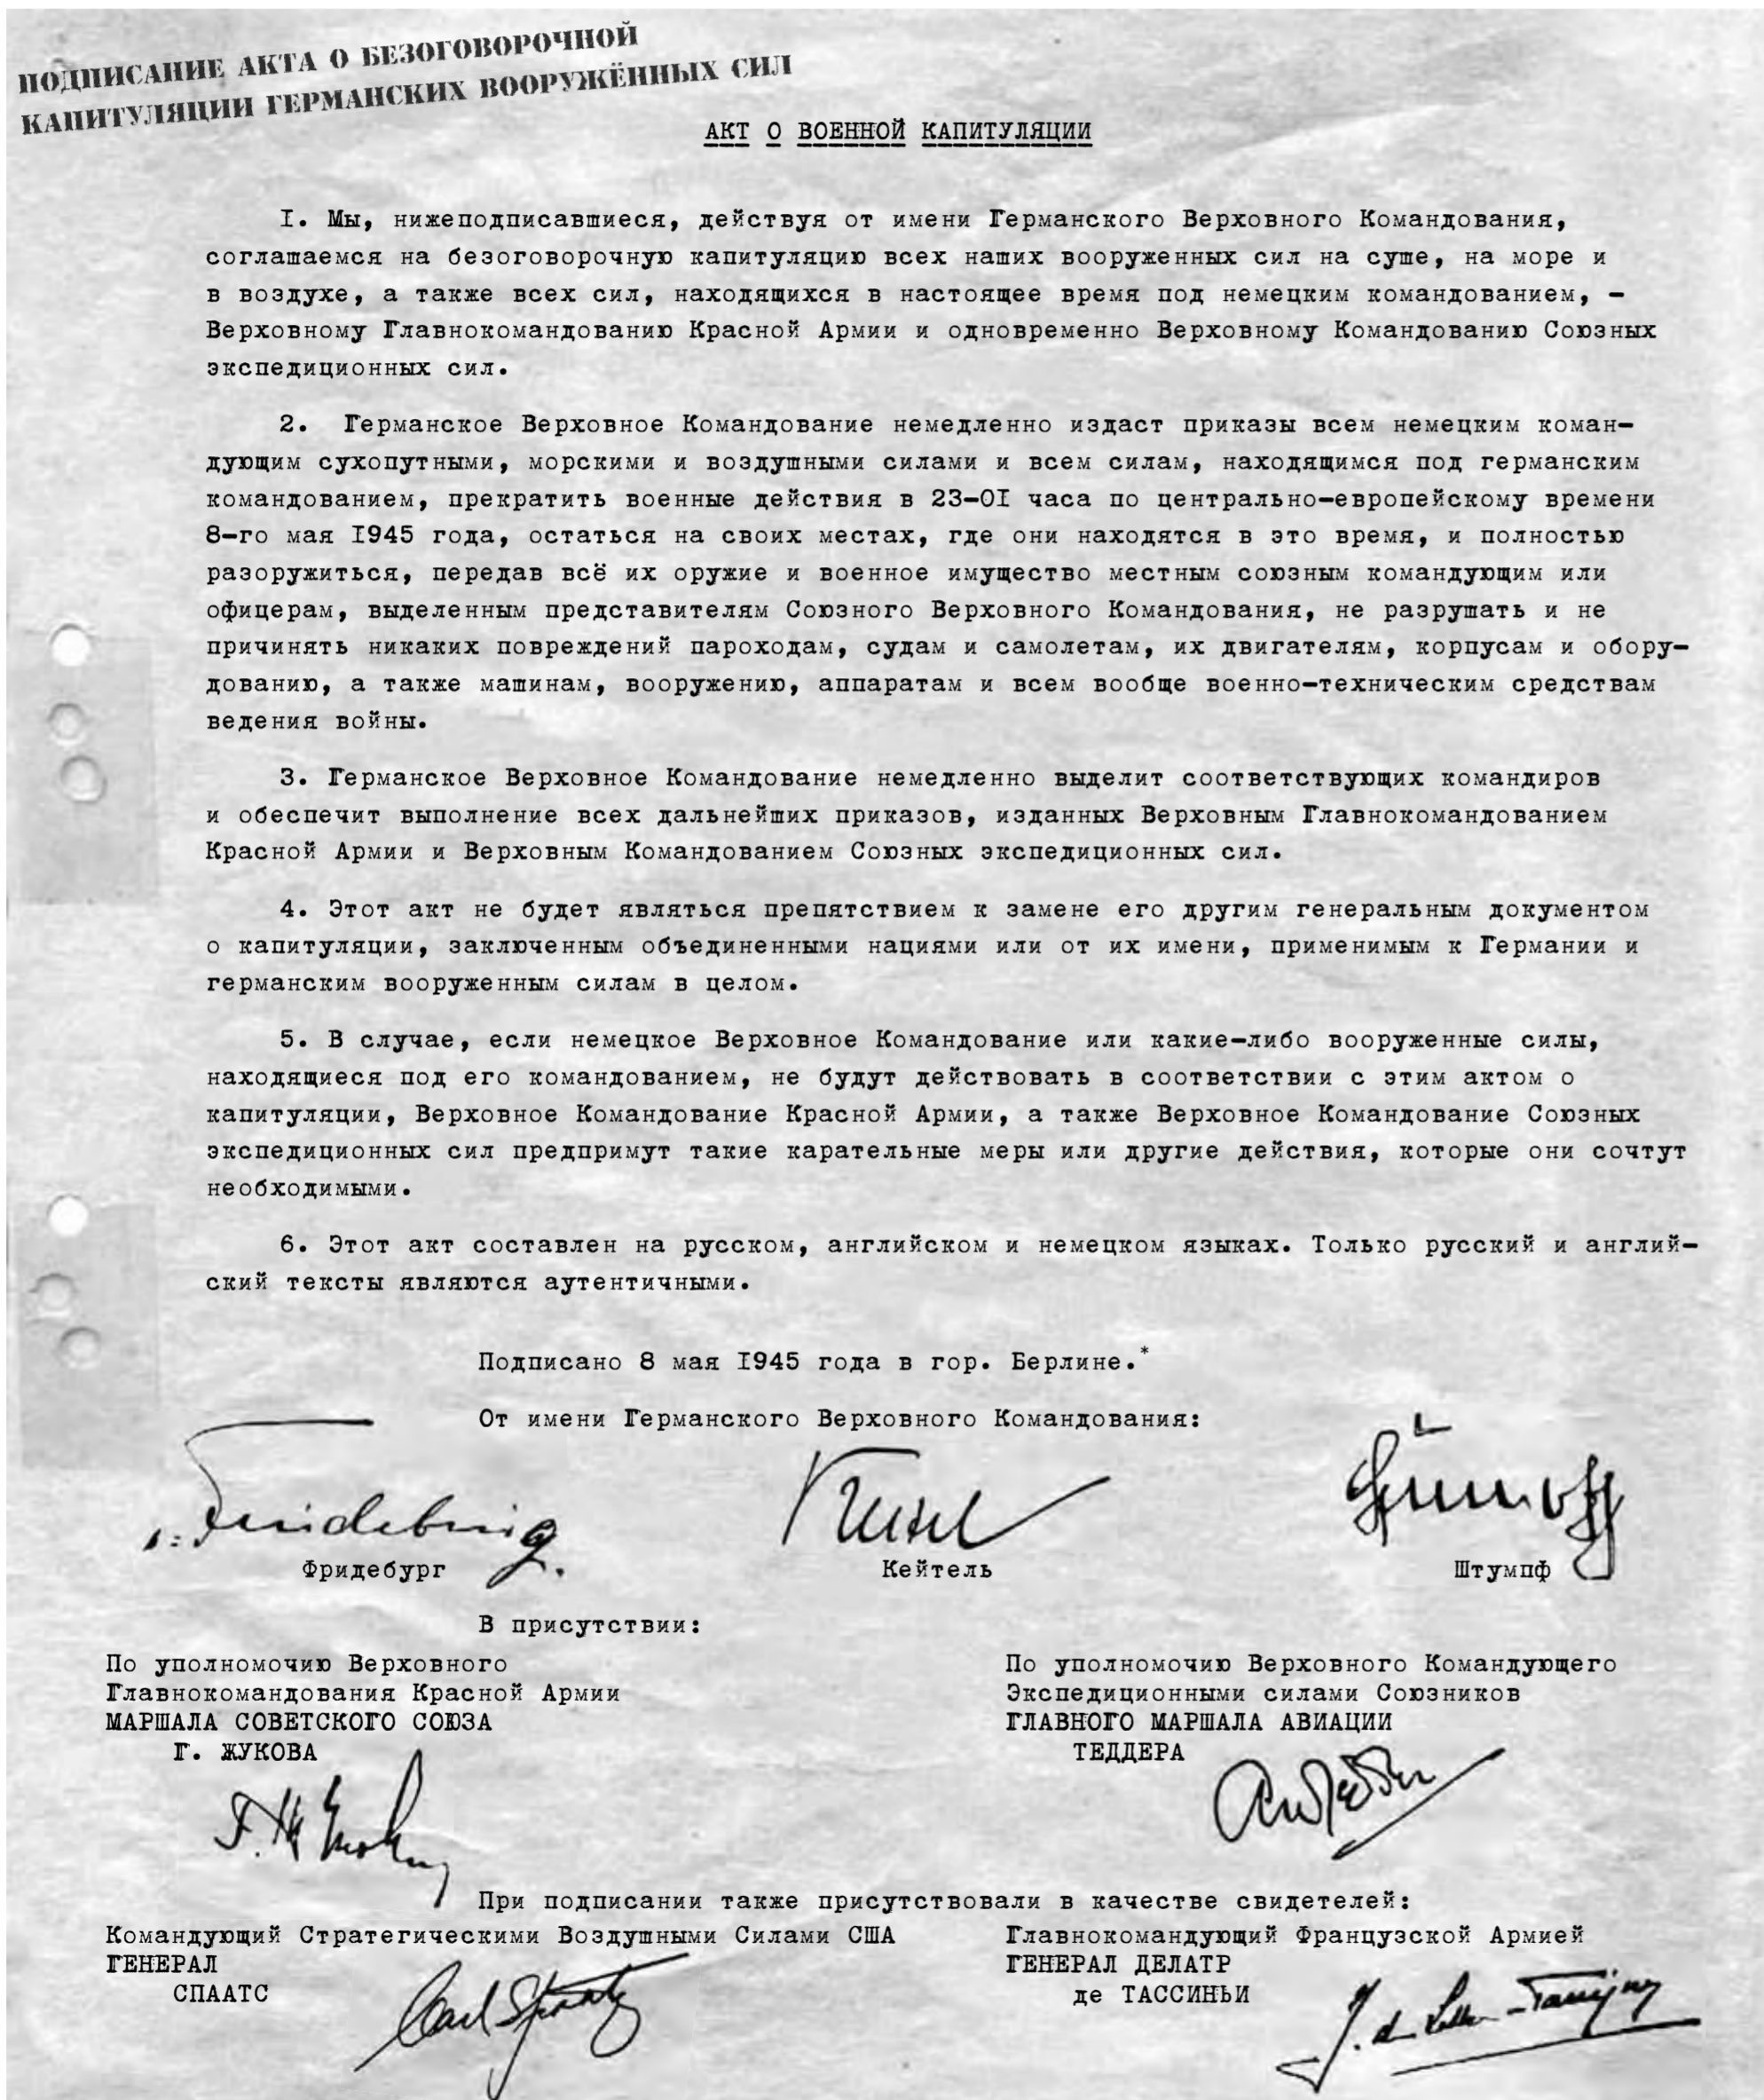 ПОДПИСАНИЕ АКТА О БЕЗОГОВОРОЧНОЙ
КАПИТУЛЯЦИИ ГЕРМАНСКИХ ВООРУЖЁННЫХ СИЛ
АКТ О ВОЕННОЙ КАПИТУЛЯЦИИ
I. Мы, нижеподписавшиеся, действуя от имени Германского Верховного Командования,
соглашаемся на безоговорочную капитуляцию всех наших вооруженных сил на суше, на море и
в воздухе, а также всех сил, находящихся в настоящее время под немецким командованием, –
Верховному Главнокомандованию Красной Армии и одновременно Верховному Командованию Союзных
экспедиционных сил.
2. Германское Верховное Командование немедленно издаст приказы всем немецким коман–
дующим сухопутными, морскими и воздушными силами и всем силам, находящимся под германским
командованием, прекратить военные действия в 23–0I часа по центрально–европейскому времени
8–го мая I945 года, остаться на своих местах, где они находятся в это время, и полностью
разоружиться, передав всё их оружие и военное имущество местным союзным командующим или
офицерам, выделенным представителям Союзного Верховного Командования, не разрушать и не
причинять никаких повреждений пароходам, судам и самолетам, их двигателям, корпусам и обору–
дованию, а также машинам, вооружению, аппаратам и всем вообще военно–техническим средствам
ведения войны.
3. Германское Верховное Командование немедленно выделит соответствующих командиров
и обеспечит выполнение всех дальнейших приказов, изданных Верховным Главнокомандованием
Красной Армии и Верховным Командованием Союзных экспедиционных сил.
4. Этот акт не будет являться препятствием к замене его другим генеральным документом
о капитуляции, заключенным объединенными нациями или от их имени, применимым к Германии и
германским вооруженным силам в целом.
5. В случае, если немецкое Верховное Командование или какие–либо вооруженные силы,
находящиеся под его командованием, не будут действовать в соответствии с этим актом о
капитуляции, Верховное Командование Красной Армии, а также Верховное Командование Союзных
экспедиционных сил предпримут такие карательные меры или другие действия, которые они сочтут
необходимыми.
6. Этот акт составлен на русском, английском и немецком языках. Только русский и англий–
ский тексты являются аутентичными.
Подписано 8 мая I945 года в гор. Берлине.*
От имени Германского Верховного Командования:
Фридебург Кейтель Штумпф
В присутствии:
По уполномочию Верховного
Главнокомандования Красной Армии
МАРШАЛА СОВЕТСКОГО СОЮЗА
Г. ЖУКОВА
По уполномочию Верховного Командующего
Экспедиционными силами Союзников
ГЛАВНОГО МАРШАЛА АВИАЦИИ
ТЕДДЕРА
При подписании также присутствовали в качестве свидетелей:
Командующий Стратегическими Воздушными Силами США
ГЕНЕРАЛ
СПААТС
Carl Spaatz
Главнокомандующий Французской Армией
ГЕНЕРАЛ ДЕЛАТР
де ТАССИНЬИ